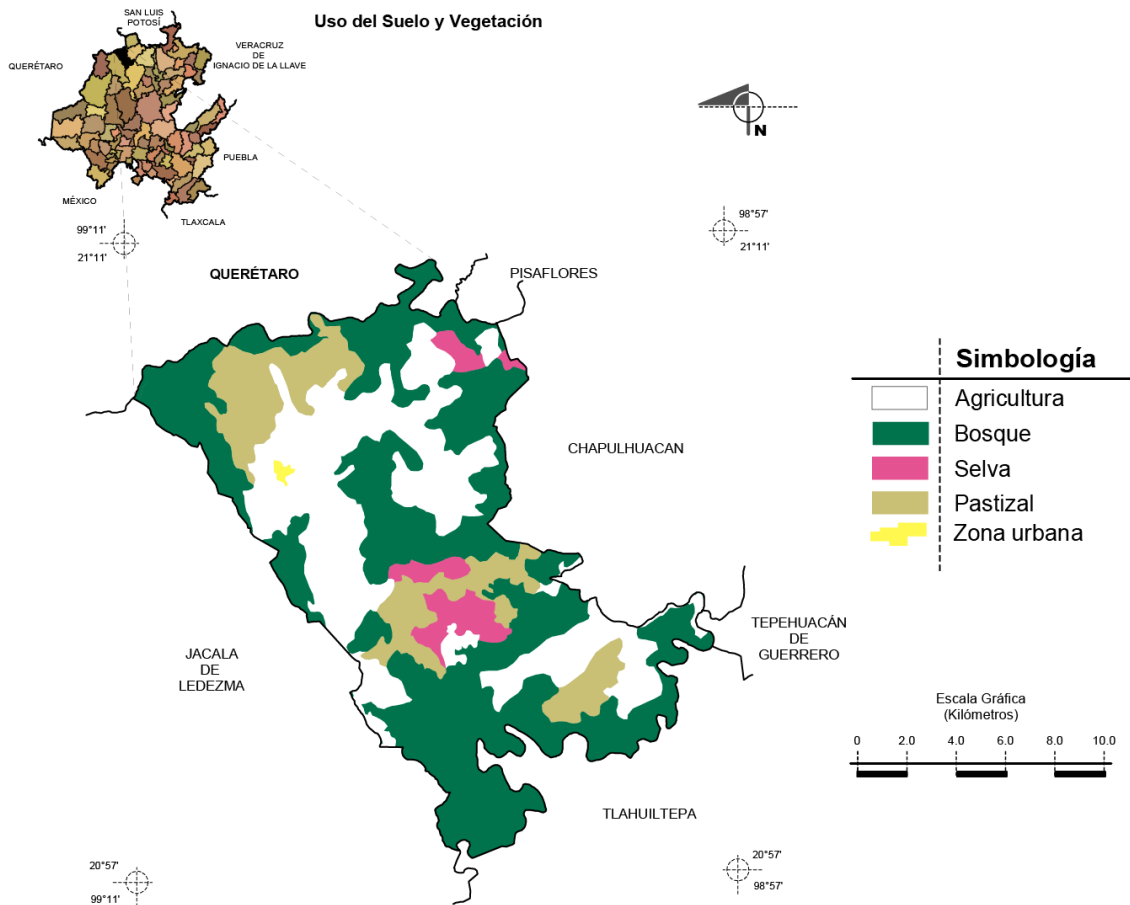 Uso del Suelo y Vegetación
SAN LUIS
POTOSÍ
QUERÉTARO
VERACRUZ
DE
IGNACIO DE LA LLAVE
PUEBLA
MÉXICO
TLAXCALA
N
99°11'
21°11'
98°57'
21°11'
QUERÉTARO
PISAFLORES
CHAPULHUACAN
TEPEHUACÁN
DE
GUERRERO
JACALA
DE
LEDEZMA
TLAHUILTEPA
Simbología
Agricultura
Bosque
Selva
Pastizal
Zona urbana
Escala Gráfica
(Kilómetros)
0 2.0 4.0 6.0 8.0 10.0
20°57'
99°11'
20°57'
98°57'